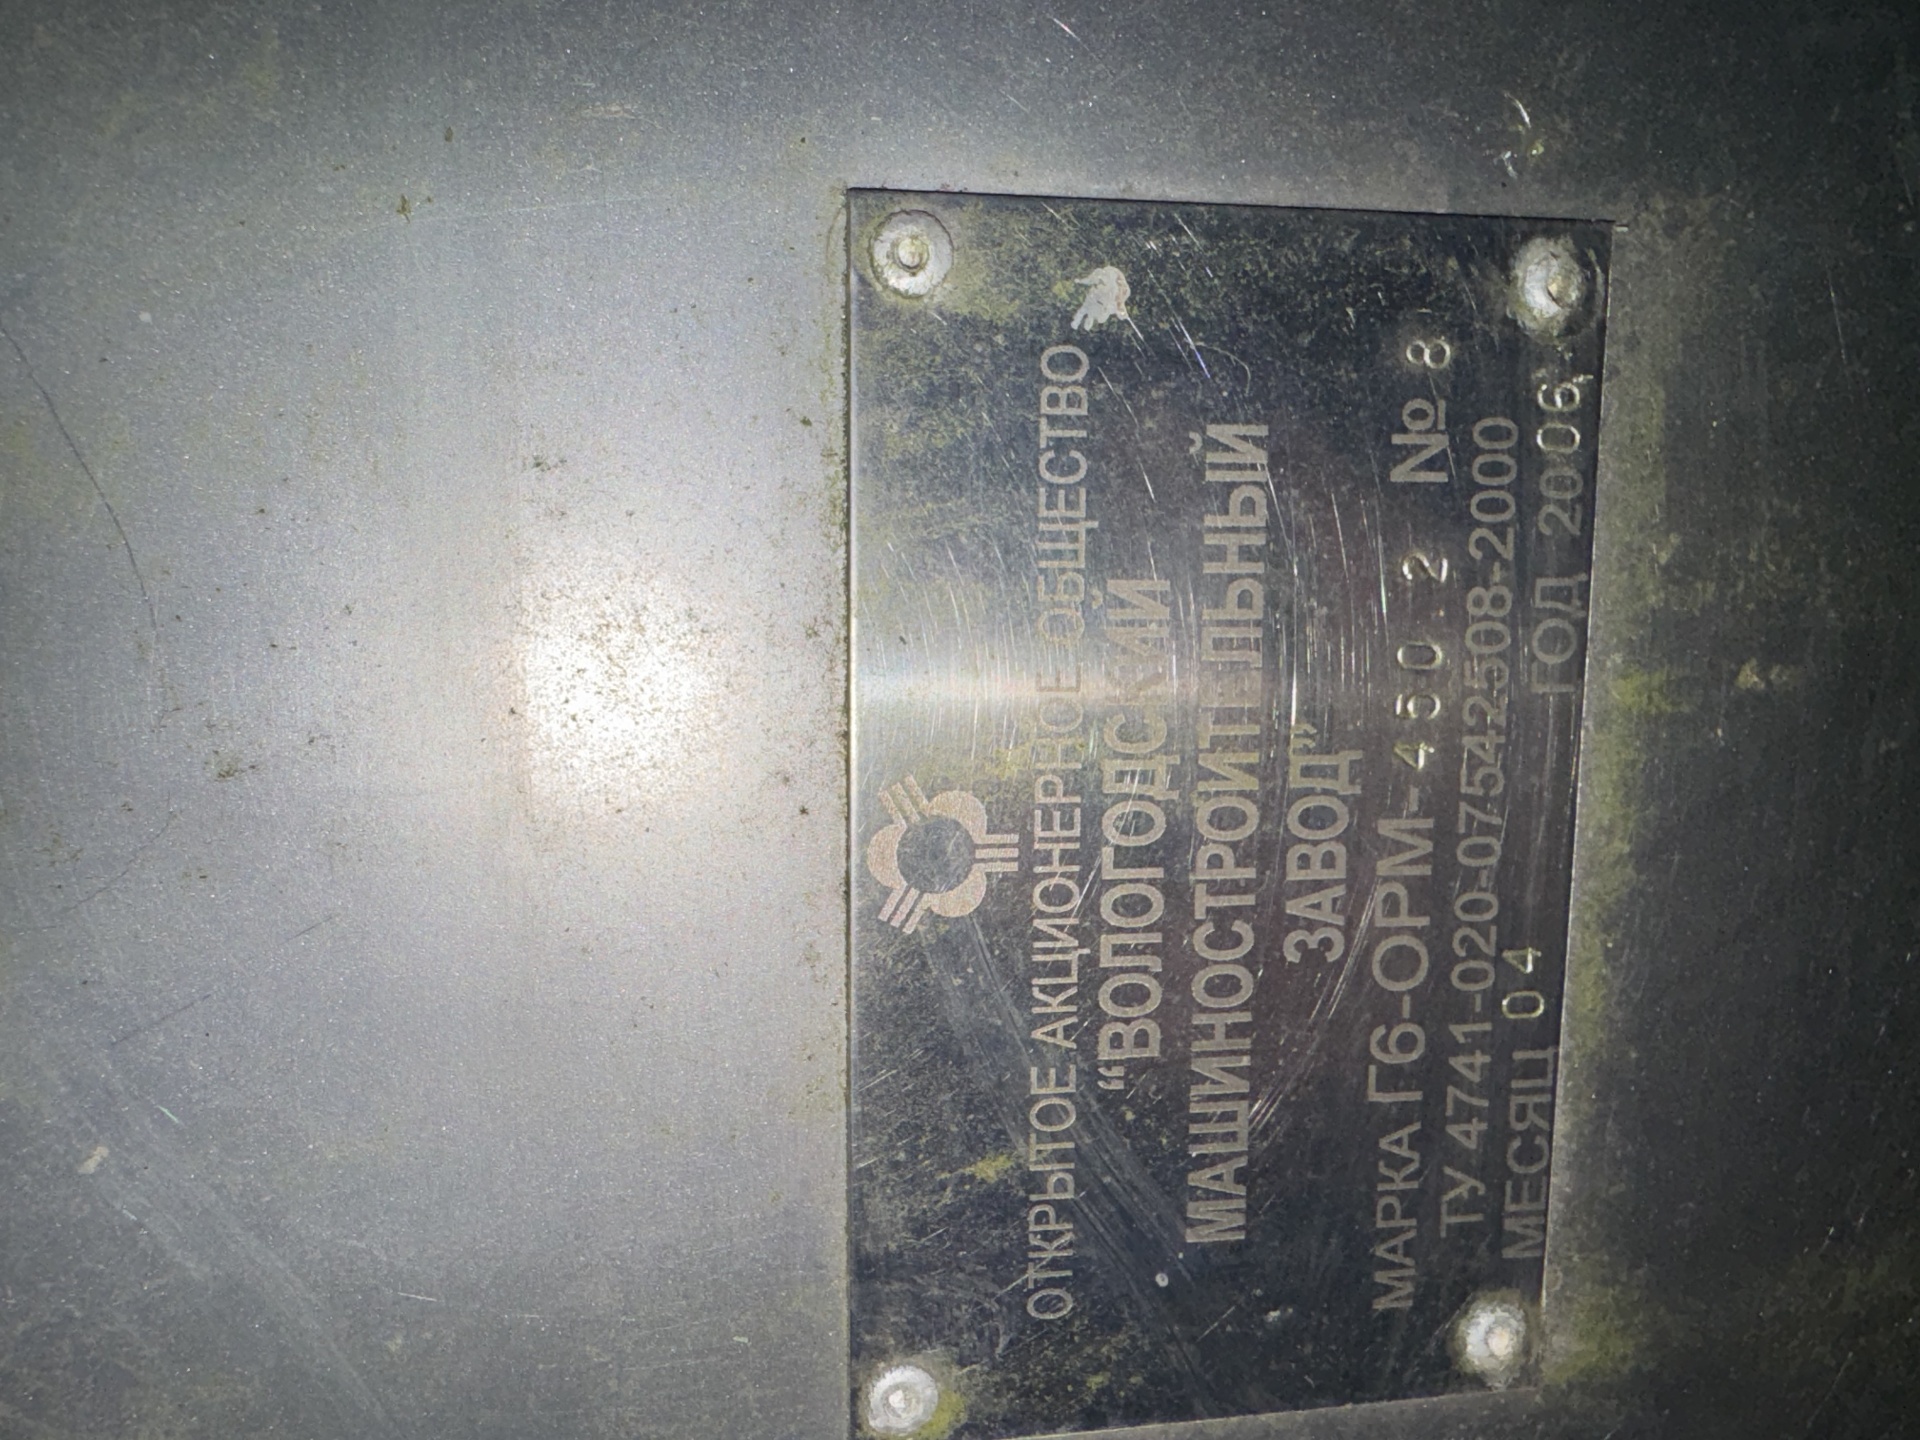 ОТКРЫТОЕ АКЦИОНЕРНОЕ ОБЩЕСТВО
“ВОЛОГОДСКИЙ
МАШИНОСТРОИТЕЛЬНЫЙ
ЗАВОД”
МАРКА Г6-ОРМ-450.2 № 8
ТУ 4741-020-07542508-2000
МЕСЯЦ 04 ГОД 2006